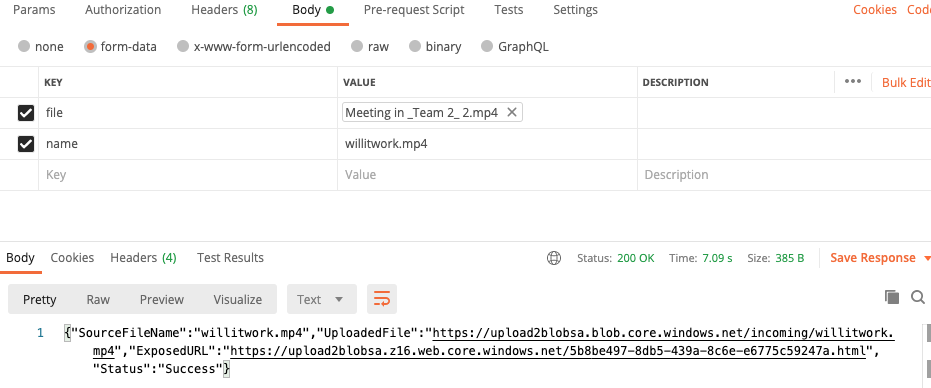 Params Authorization Headers (8) Body Pre-request Script Tests Settings Cookies Code
none form-data x-www-form-urlencoded raw binary GraphQL
KEY VALUE DESCRIPTION ••• Bulk Edit
file Meeting in _Team 2_ 2.mp4 ✕
name willitwork.mp4
Key Value Description
Body Cookies Headers (4) Test Results Status: 200 OK Time: 7.09 s Size: 385 B Save Response
Pretty Raw Preview Visualize Text
1 {"SourceFileName":"willitwork.mp4","UploadedFile":"https://upload2blobsa.blob.core.windows.net/incoming/willitwork.
mp4","ExposedURL":"https://upload2blobsa.z16.web.core.windows.net/5b8be497-8db5-439a-8c6e-e6775c59247a.html",
"Status":"Success"}